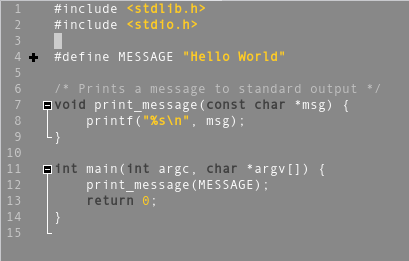 1 #include <stdlib.h>
2 #include <stdio.h>
3
4 #define MESSAGE "Hello World"
5
6 /* Prints a message to standard output */
7 void print_message(const char *msg) {
8     printf("%s\n", msg);
9 }
10
11 int main(int argc, char *argv[]) {
12     print_message(MESSAGE);
13     return 0;
14 }
15